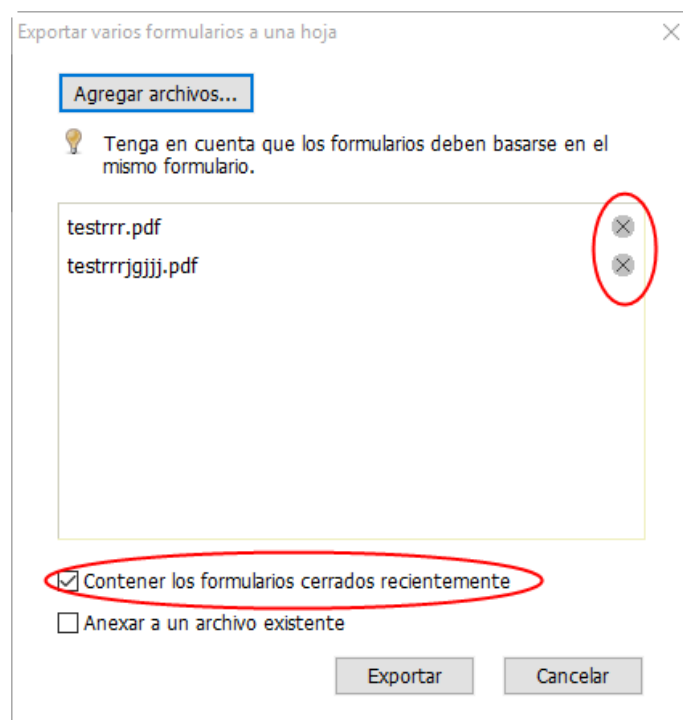 Exportar varios formularios a una hoja
Agregar archivos...
Tenga en cuenta que los formularios deben basarse en el
mismo formulario.
testrrr.pdf
testrrrjgjjj.pdf
Contener los formularios cerrados recientemente
Anexar a un archivo existente
Exportar
Cancelar